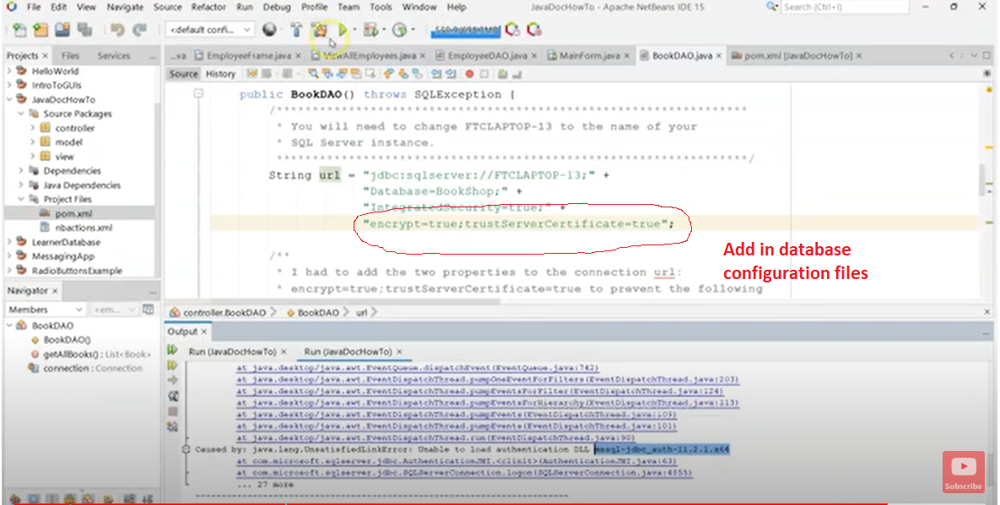 File Edit View Navigate Source Refactor Run Debug Profile Team Tools Window Help
JavaDocHowTo - Apache NetBeans IDE 15
Search (Ctrl+I)
<default confi...
Projects × Files Services
...va EmployeeFrame.java × ViewAllEmployees.java × EmployeeDAO.java × MainForm.java × BookDAO.java × pom.xml [JavaDocHowTo] ×
HelloWorld
IntroToGUIs
JavaDocHowTo
Source Packages
controller
model
view
Dependencies
Java Dependencies
Project Files
pom.xml
nbactions.xml
LearnerDatabase
MessagingApp
RadioButtonsExample
Source History
public BookDAO() throws SQLException {
/******************************************************************
* You will need to change FTCLAPTOP-13 to the name of your
* SQL Server instance.
******************************************************************/
String url = "jdbc:sqlserver://FTCLAPTOP-13;" +
"Database=BookShop;" +
"IntegratedSecurity=true;" +
"encrypt=true;trustServerCertificate=true";
/**
* I had to add the two properties to the connection url:
* encrypt=true;trustServerCertificate=true to prevent the following
Add in database
configuration files
Navigator ×
Members <em...
BookDAO
BookDAO()
getAllBooks() : List<Book>
connection : Connection
controller.BookDAO BookDAO url
Output ×
Run (JavaDocHowTo) × Run (JavaDocHowTo) ×
at java.desktop/java.awt.EventQueue.dispatchEvent(EventQueue.java:742)
at java.desktop/java.awt.EventDispatchThread.pumpOneEventForFilters(EventDispatchThread.java:203)
at java.desktop/java.awt.EventDispatchThread.pumpEventsForFilter(EventDispatchThread.java:124)
at java.desktop/java.awt.EventDispatchThread.pumpEventsForHierarchy(EventDispatchThread.java:113)
at java.desktop/java.awt.EventDispatchThread.pumpEvents(EventDispatchThread.java:109)
at java.desktop/java.awt.EventDispatchThread.pumpEvents(EventDispatchThread.java:101)
at java.desktop/java.awt.EventDispatchThread.run(EventDispatchThread.java:90)
Caused by: java.lang.UnsatisfiedLinkError: Unable to load authentication DLL mssql-jdbc_auth-11.2.1.x64
at com.microsoft.sqlserver.jdbc.AuthenticationJNI.<clinit>(AuthenticationJNI.java:63)
at com.microsoft.sqlserver.jdbc.SQLServerConnection.logon(SQLServerConnection.java:4855)
... 27 more
Subscribe